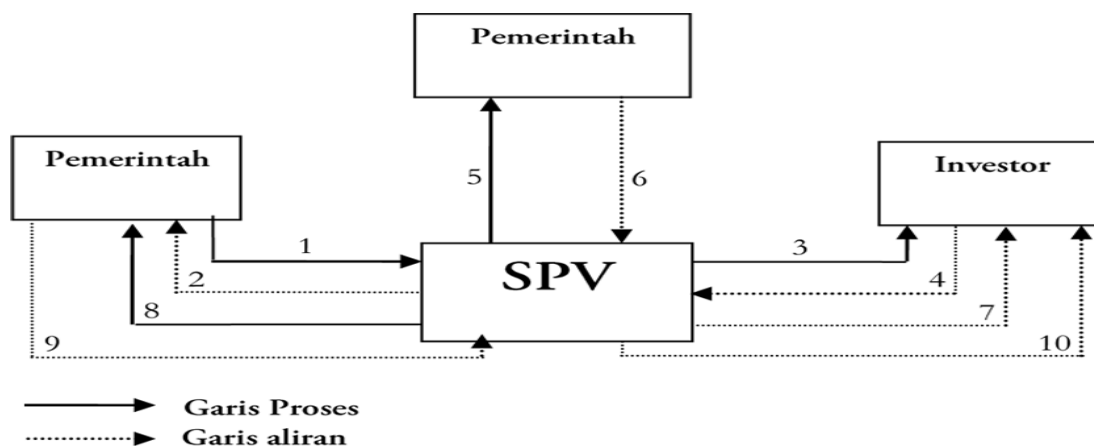 Pemerintah
Pemerintah
Investor
5
6
1
3
SPV
2
4
8
7
9
10
Garis Proses
Garis aliran